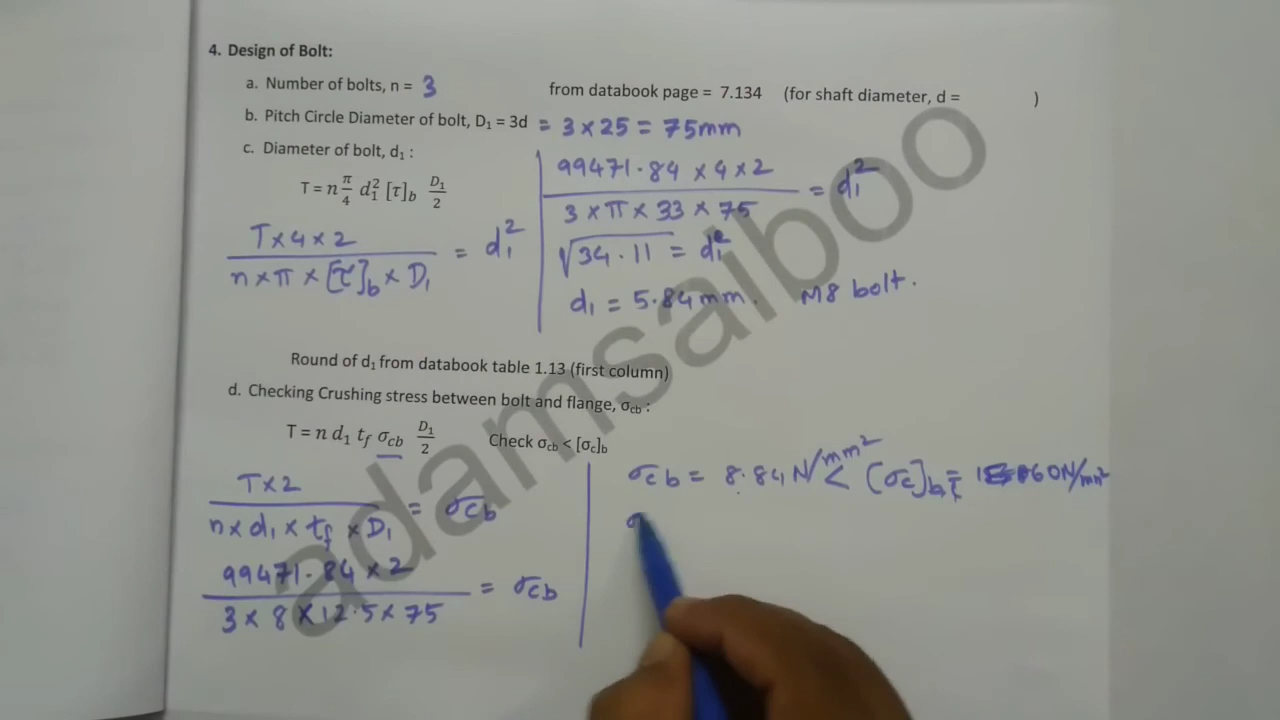 4. Design of Bolt:
a. Number of bolts, n = 3 from databook page = 7.134 (for shaft diameter, d = )
b. Pitch Circle Diameter of bolt, D₁ = 3d = 3 × 25 = 75mm
c. Diameter of bolt, d₁ :
T = n π/4 d₁² [τ]b D₁/2
T × 4 × 2 / n × π × [τ]b × D₁ = d₁²
99471.84 × 4 × 2 / 3 × π × 33 × 75 = d₁²
√34.11 = d₁
d₁ = 5.84mm. M8 bolt.
Round of d₁ from databook table 1.13 (first column)
d. Checking Crushing stress between bolt and flange, σcb :
T = n d₁ tf σcb D₁/2 Check σcb < [σc]b
T × 2 / n × d₁ × tf × D₁ = σcb
99471.84 × 2 / 3 × 8 × 12.5 × 75 = σcb
σcb = 8.84 N/mm² < [σc]b = 160N/mm²
σ
adamsaiboo